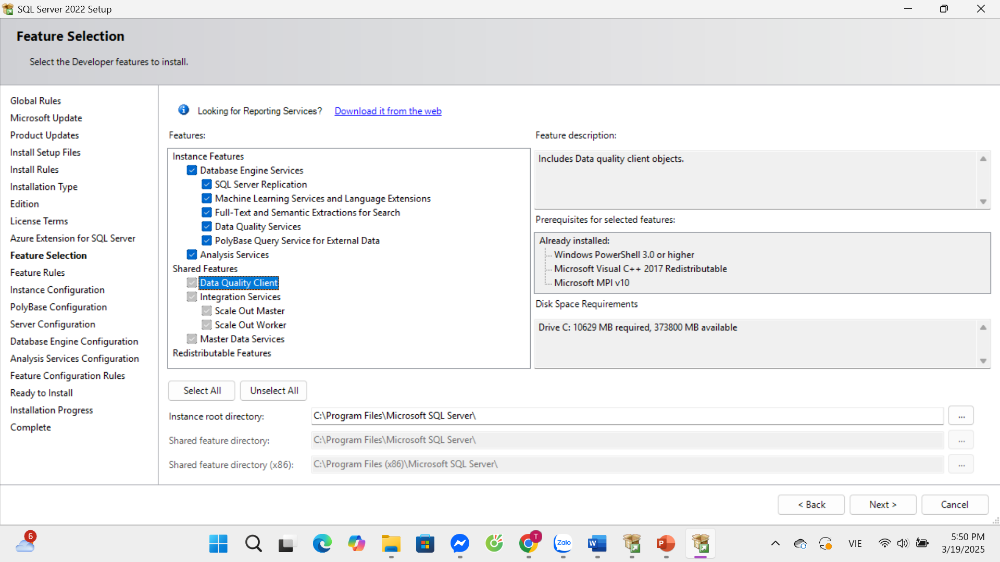 SQL Server 2022 Setup
Feature Selection
Select the Developer features to install.
Global Rules
Microsoft Update
Product Updates
Install Setup Files
Install Rules
Installation Type
Edition
License Terms
Azure Extension for SQL Server
Feature Selection
Feature Rules
Instance Configuration
PolyBase Configuration
Server Configuration
Database Engine Configuration
Analysis Services Configuration
Feature Configuration Rules
Ready to Install
Installation Progress
Complete
Looking for Reporting Services? Download it from the web
Features:
Instance Features
Database Engine Services
SQL Server Replication
Machine Learning Services and Language Extensions
Full-Text and Semantic Extractions for Search
Data Quality Services
PolyBase Query Service for External Data
Analysis Services
Shared Features
Data Quality Client
Integration Services
Scale Out Master
Scale Out Worker
Master Data Services
Redistributable Features
Feature description:
Includes Data quality client objects.
Prerequisites for selected features:
Already installed:
Windows PowerShell 3.0 or higher
Microsoft Visual C++ 2017 Redistributable
Microsoft MPI v10
Disk Space Requirements
Drive C: 10629 MB required, 373800 MB available
Select All Unselect All
Instance root directory: C:\Program Files\Microsoft SQL Server\ ...
Shared feature directory: C:\Program Files\Microsoft SQL Server\ ...
Shared feature directory (x86): C:\Program Files (x86)\Microsoft SQL Server\ ...
< Back Next > Cancel
6
T
Zalo
W
P
VIE
5:50 PM
3/19/2025